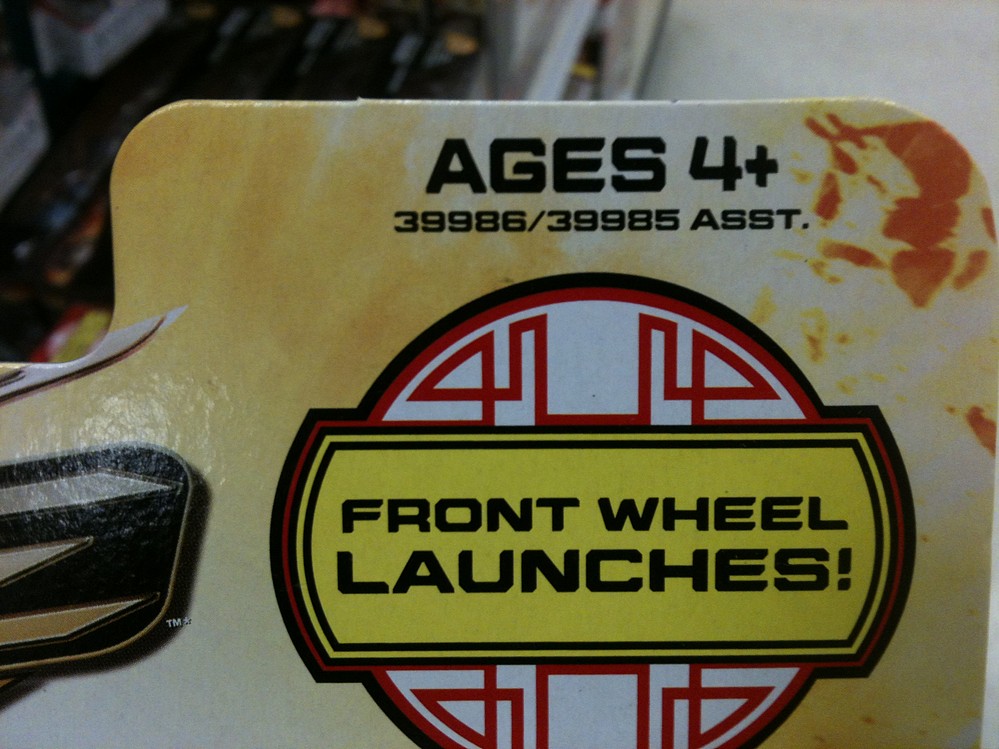 AGES 4+
39986/39985 ASST.
FRONT WHEEL
LAUNCHES!
TM*